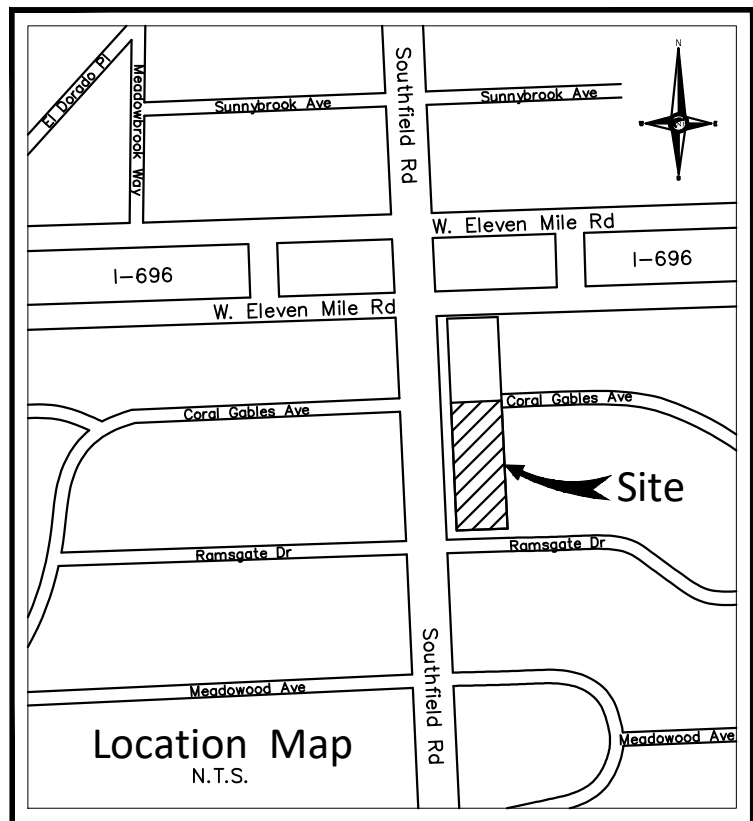 El Dorado Pl
Meadowbrook Way
Sunnybrook Ave
Southfield Rd
Sunnybrook Ave
N
W. Eleven Mile Rd
I-696
I-696
W. Eleven Mile Rd
Coral Gables Ave
Coral Gables Ave
Site
Ramsgate Dr
Ramsgate Dr
Southfield Rd
Meadowood Ave
Meadowood Ave
Location Map
N.T.S.